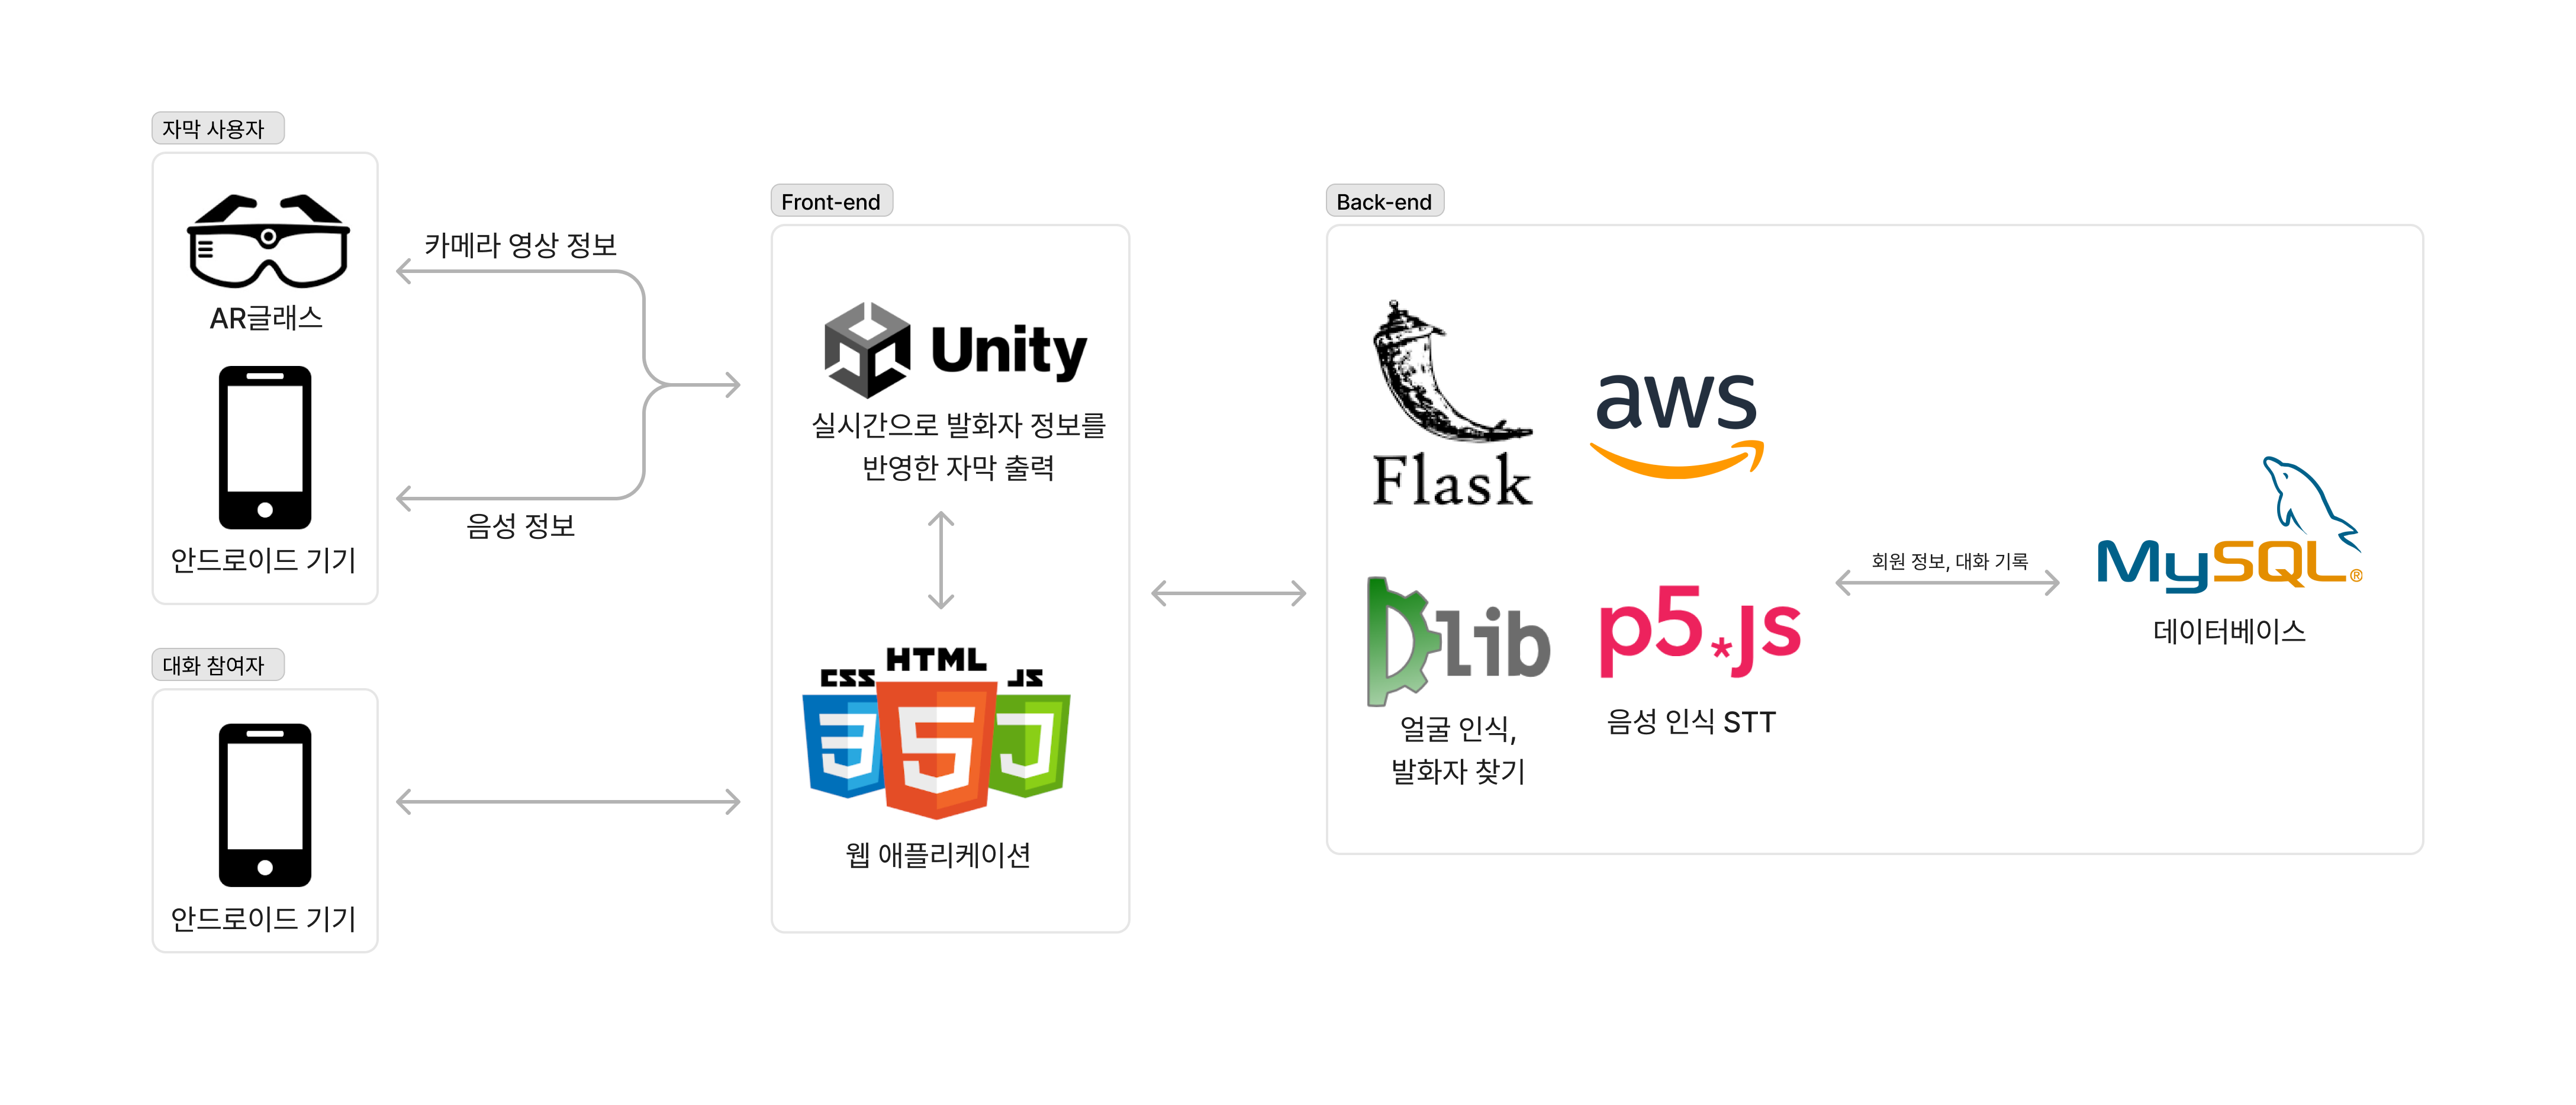 자막 사용자
AR글래스
안드로이드 기기
카메라 영상 정보
음성 정보
대화 참여자
안드로이드 기기
Front-end
Unity
실시간으로 발화자 정보를
반영한 자막 출력
CSS HTML JS
3 5 J
웹 애플리케이션
Back-end
Flask
aws
Dlib
얼굴 인식,
발화자 찾기
p5*js
음성 인식 STT
회원 정보, 대화 기록
MySQL®
데이터베이스